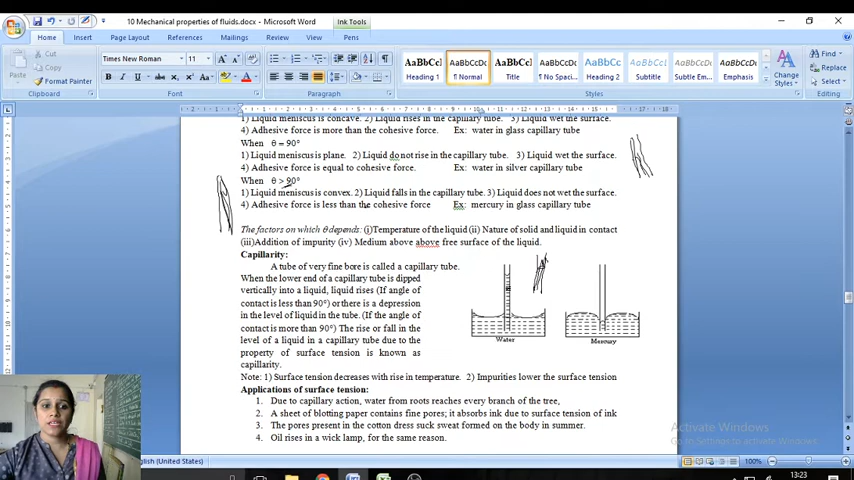 10 Mechanical properties of fluids.docx - Microsoft Word
Ink Tools
Home Insert Page Layout References Mailings Review View Pens
Cut
Copy
Format Painter
Paste
Clipboard
Times New Roman 11
Font
Paragraph
AaBbCc AaBbCcDc AaBbC AaBbCcDc AaBbCc AaBbCcL AaBbCcDc AaBbCcDc
Heading 1 ¶ Normal Title ¶ No Spaci... Heading 2 Subtitle Subtle Em... Emphasis
Change
Styles
Styles
Find
Replace
Select
Editing
1) Liquid meniscus is concave. 2) Liquid rises in the capillary tube. 3) Liquid wet the surface.
4) Adhesive force is more than the cohesive force. Ex: water in glass capillary tube
When θ = 90°
1) Liquid meniscus is plane. 2) Liquid do not rise in the capillary tube. 3) Liquid wet the surface.
4) Adhesive force is equal to cohesive force. Ex: water in silver capillary tube
When θ > 90°
1) Liquid meniscus is convex. 2) Liquid falls in the capillary tube. 3) Liquid does not wet the surface.
4) Adhesive force is less than the cohesive force Ex: mercury in glass capillary tube
The factors on which θ depends: (i)Temperature of the liquid (ii) Nature of solid and liquid in contact
(iii)Addition of impurity (iv) Medium above above free surface of the liquid.
Capillarity:
A tube of very fine bore is called a capillary tube.
When the lower end of a capillary tube is dipped
vertically into a liquid, liquid rises (If angle of
contact is less than 90°) or there is a depression
in the level of liquid in the tube. (If the angle of
contact is more than 90°) The rise or fall in the
level of a liquid in a capillary tube due to the
property of surface tension is known as
capillarity.
Water
Mercury
Note: 1) Surface tension decreases with rise in temperature. 2) Impurities lower the surface tension
Applications of surface tension:
1. Due to capillary action, water from roots reaches every branch of the tree,
2. A sheet of blotting paper contains fine pores; it absorbs ink due to surface tension of ink
3. The pores present in the cotton dress suck sweat formed on the body in summer.
4. Oil rises in a wick lamp, for the same reason.
Activate Windows
Go to Settings to activate Windows.
English (United States)
100%
13:23